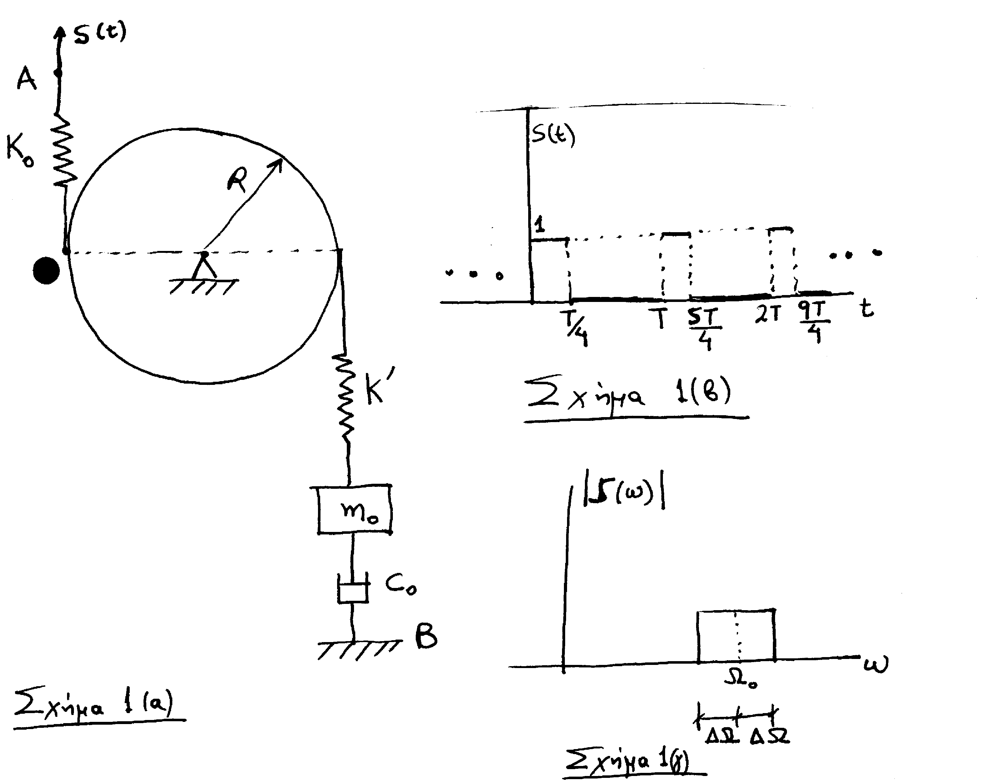 S(t)
A
K₀
R
K'
m₀
C₀
B
Σχήμα 1(α)
S(t)
1
T/4
T
5T/4
2T
9T/4
t
Σχήμα 1(β)
|S(ω)|
ω
Ω₀
ΔΩ ΔΩ
Σχήμα 1(γ)